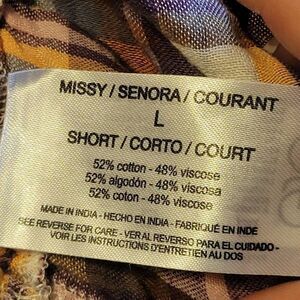 MISSY / SENORA / COURANT
L
SHORT / CORTO / COURT
52% cotton - 48% viscose
52% algodón - 48% viscosa
52% coton - 48% viscose
MADE IN INDIA - HECHO EN INDIA - FABRIQUÉ EN INDE
SEE REVERSE FOR CARE - VER AL REVERSO PARA EL CUIDADO -
VOIR LES INSTRUCTIONS D'ENTRETIEN AU DOS